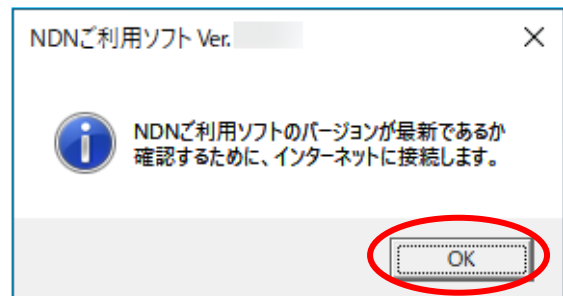 NDNご利用ソフト Ver.
NDNご利用ソフトのバージョンが最新であるか
確認するために、インターネットに接続します。
OK